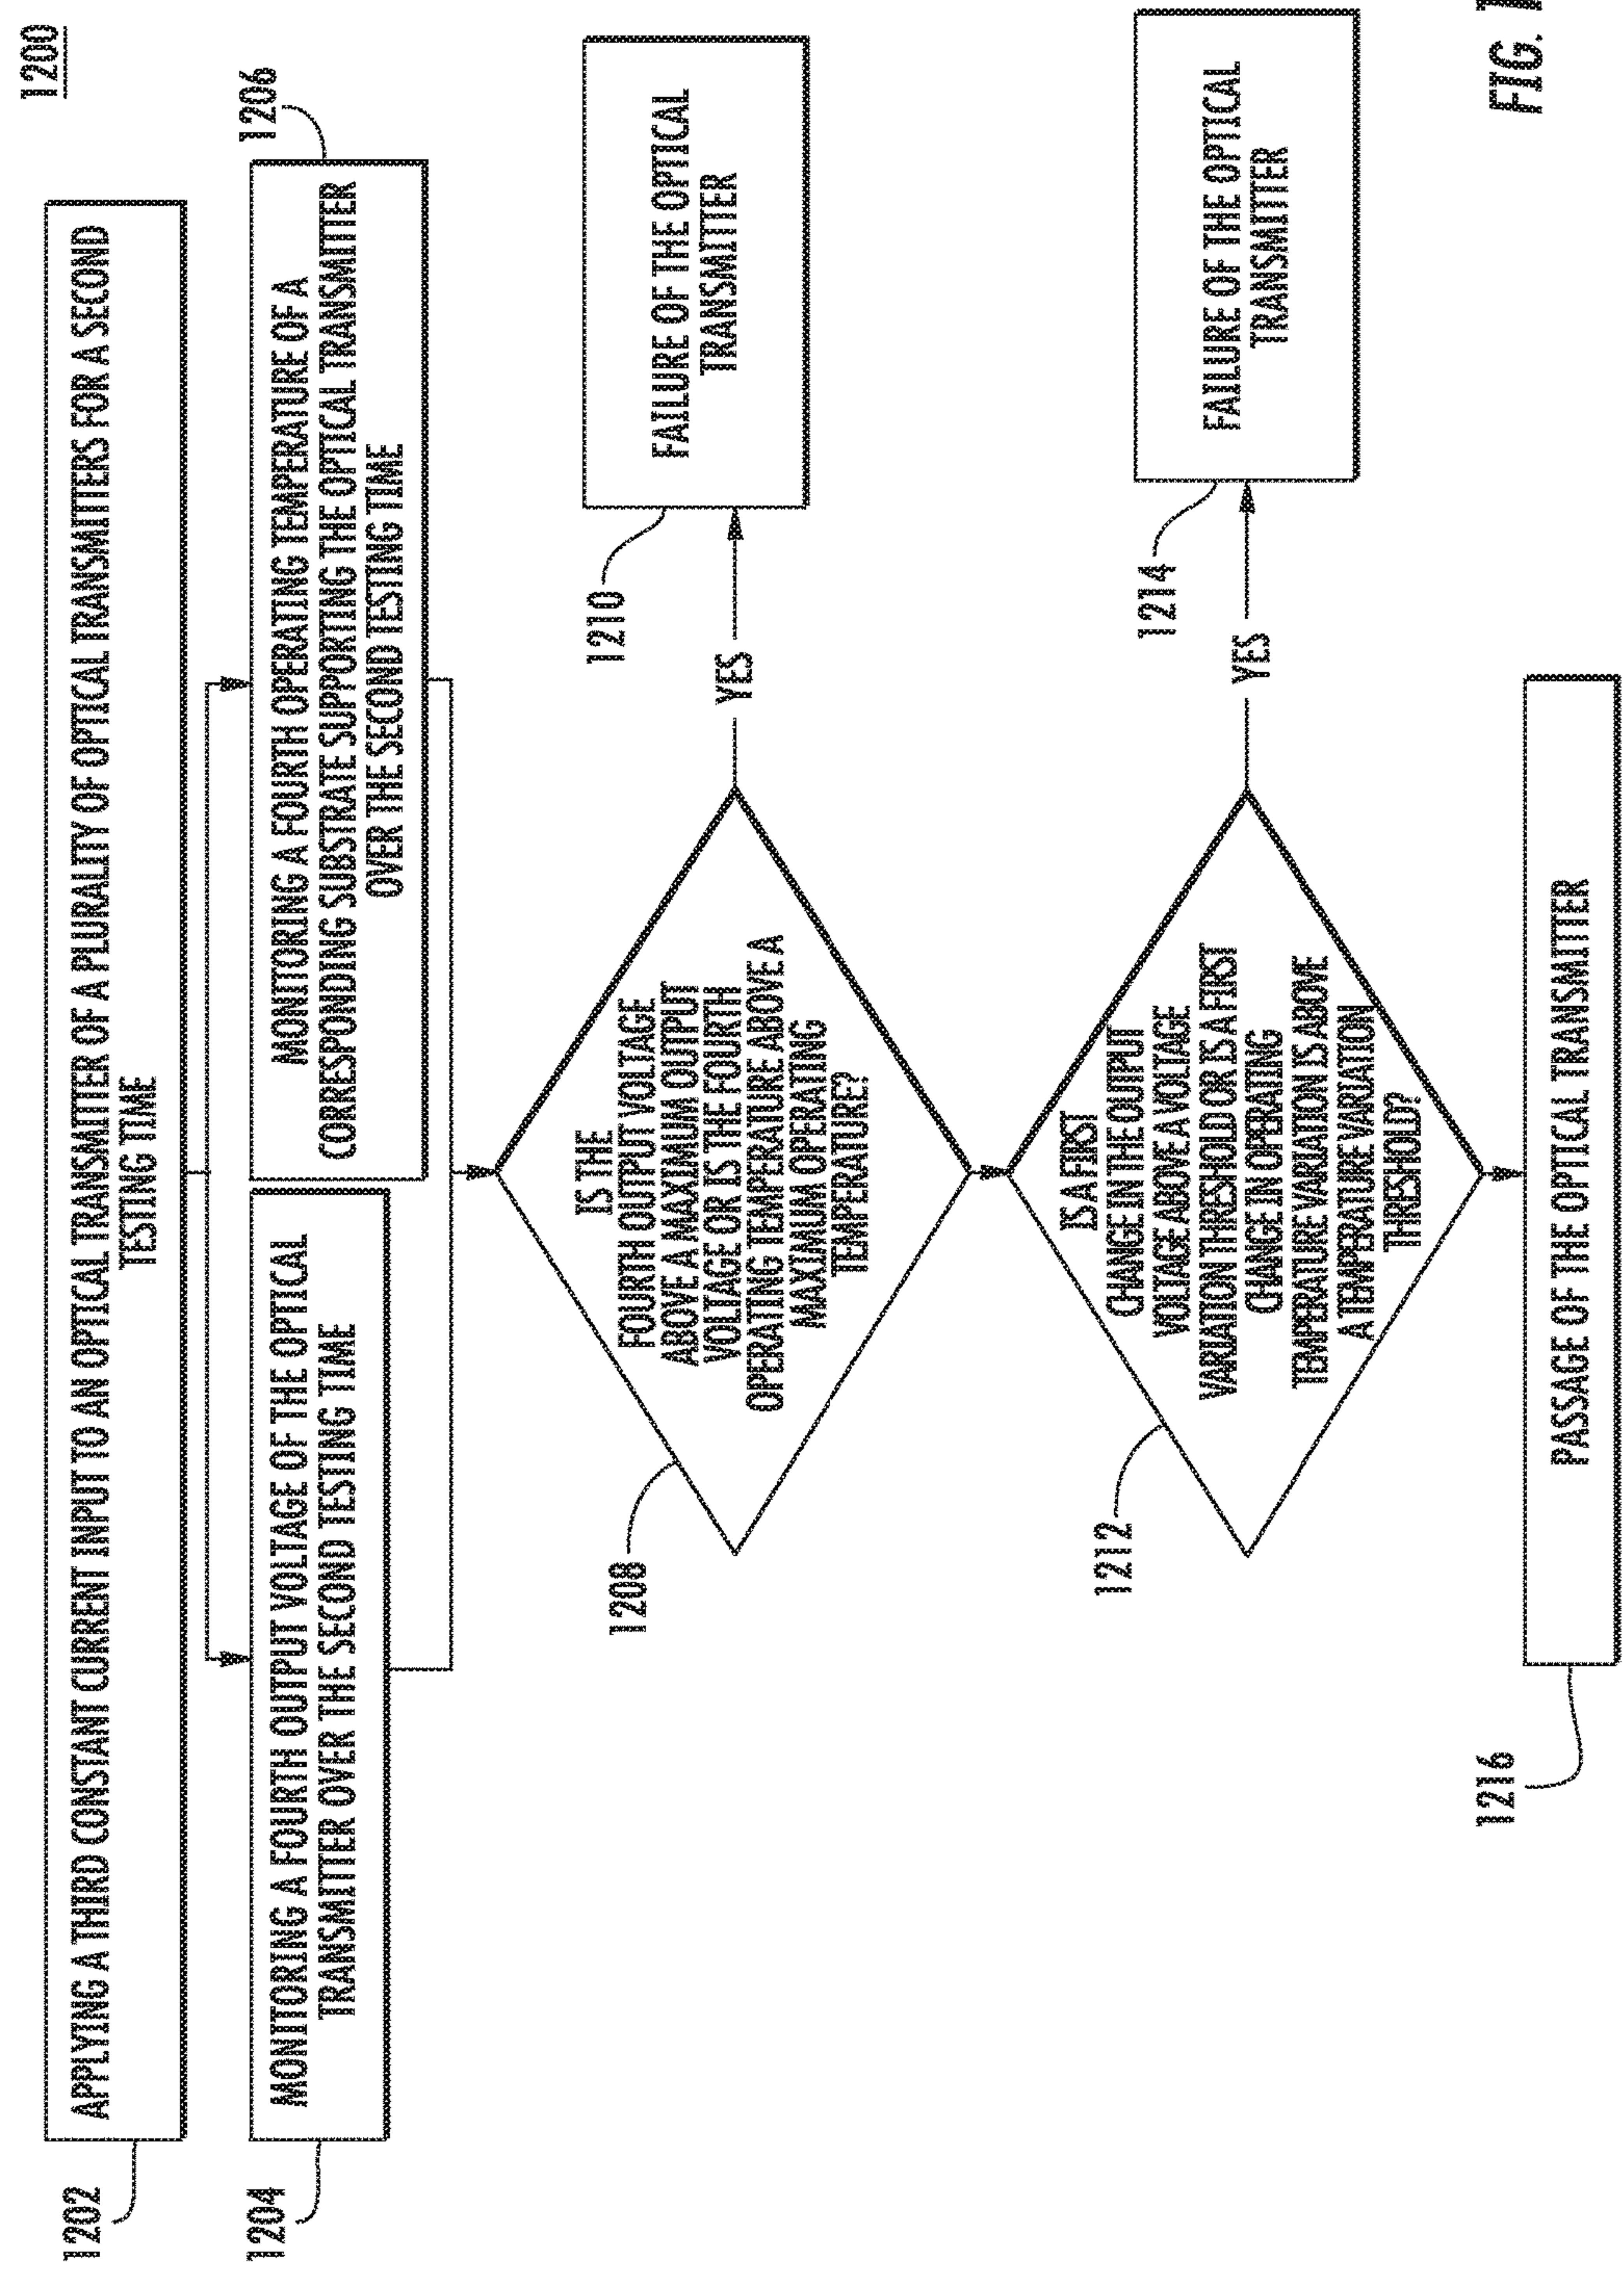 1200
1202
APPLYING A THIRD CONSTANT CURRENT INPUT TO AN OPTICAL TRANSMITTER OF A PLURALITY OF OPTICAL TRANSMITTERS FOR A SECOND
TESTING TIME
1204
MONITORING A FOURTH OUTPUT VOLTAGE OF THE OPTICAL
TRANSMITTER OVER THE SECOND TESTING TIME
1206
MONITORING A FOURTH OPERATING TEMPERATURE OF A
CORRESPONDING SUBSTRATE SUPPORTING THE OPTICAL TRANSMITTER
OVER THE SECOND TESTING TIME
1208
IS THE
FOURTH OUTPUT VOLTAGE
ABOVE A MAXIMUM OUTPUT
VOLTAGE OR IS THE FOURTH
OPERATING TEMPERATURE ABOVE A
MAXIMUM OPERATING
TEMPERATURE?
YES
1210
FAILURE OF THE OPTICAL
TRANSMITTER
1212
IS A FIRST
CHANGE IN THE OUTPUT
VOLTAGE ABOVE A VOLTAGE
VARIATION THRESHOLD OR IS A FIRST
CHANGE IN OPERATING
TEMPERATURE VARIATION IS ABOVE
A TEMPERATURE VARIATION
THRESHOLD?
YES
1214
FAILURE OF THE OPTICAL
TRANSMITTER
1216
PASSAGE OF THE OPTICAL TRANSMITTER
FIG.